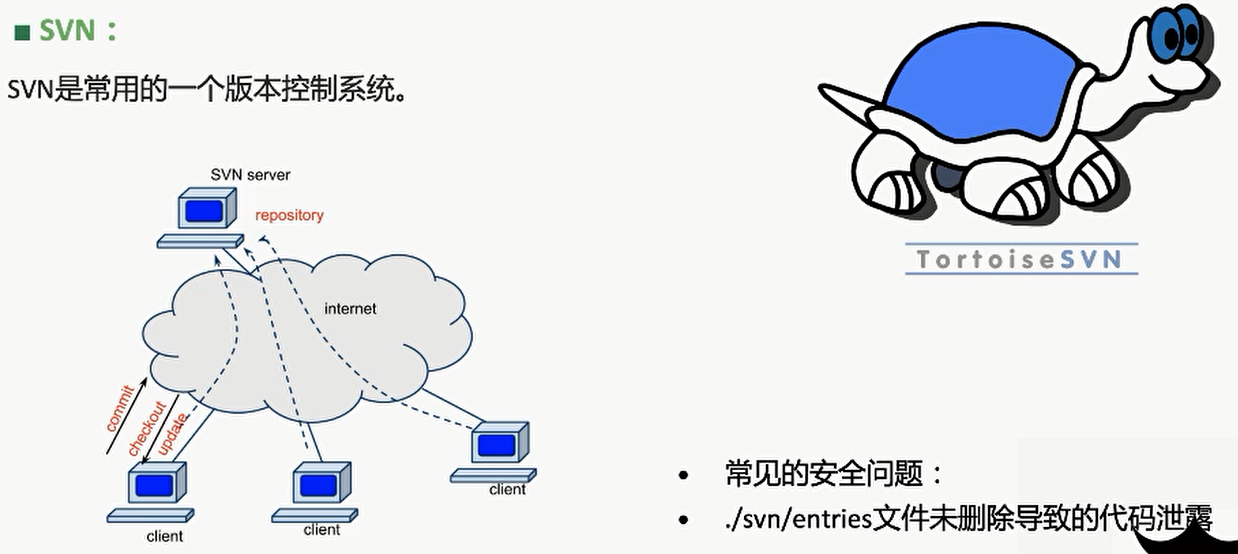 SVN：
SVN是常用的一个版本控制系统。
SVN server
repository
internet
commit
checkout
update
client
client
client
TortoiseSVN
常见的安全问题：
./svn/entries文件未删除导致的代码泄露